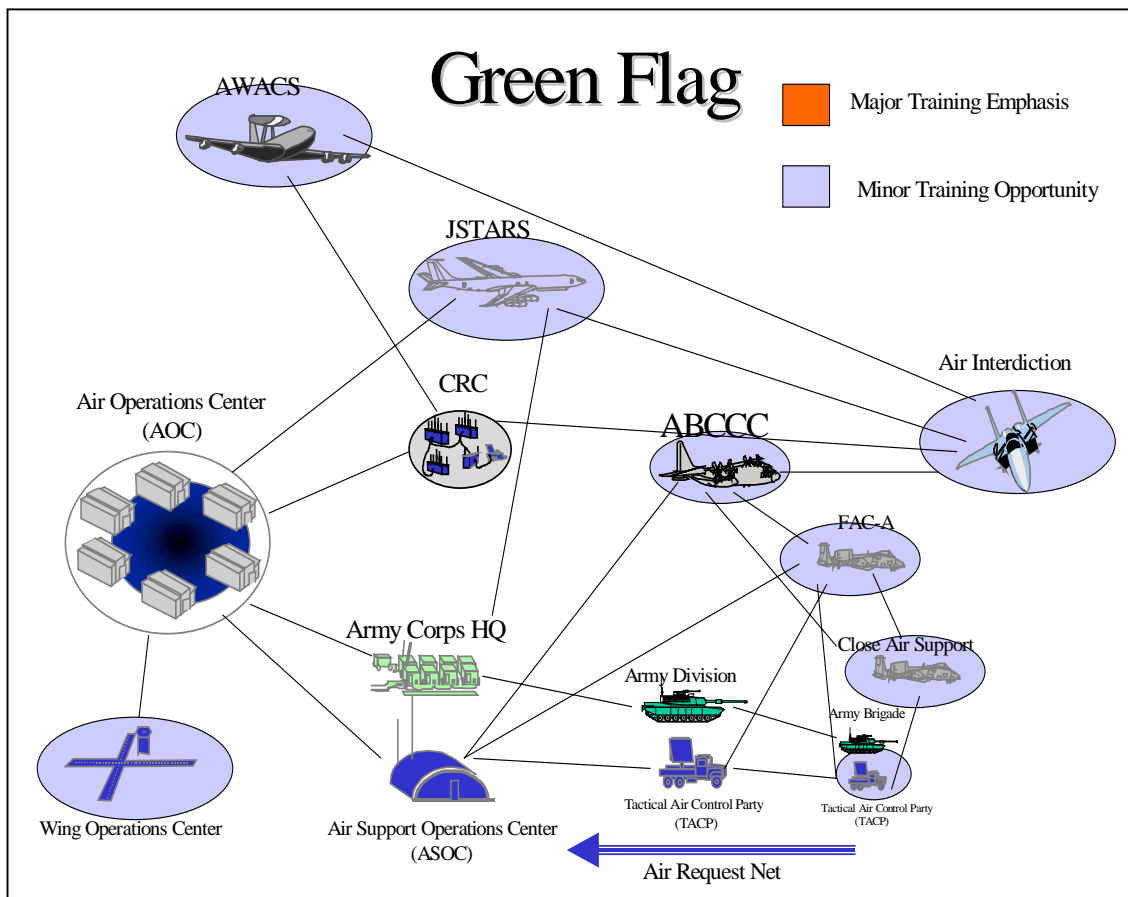 Green Flag
AWACS
Major Training Emphasis
Minor Training Opportunity
JSTARS
Air Interdiction
CRC
Air Operations Center
(AOC)
ABCCC
FAC-A
Army Corps HQ
Close Air Support
Army Division
Army Brigade
Tactical Air Control Party
(TACP)
Tactical Air Control Party
(TACP)
Wing Operations Center
Air Support Operations Center
(ASOC)
Air Request Net